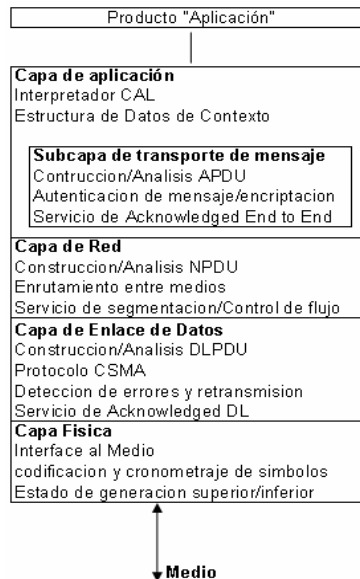 Producto "Aplicación"
Capa de aplicación
Interpretador CAL
Estructura de Datos de Contexto
Subcapa de transporte de mensaje
Contruccion/Analisis APDU
Autenticacion de mensaje/encriptacion
Servicio de Acknowledged End to End
Capa de Red
Construccion/Analisis NPDU
Enrutamiento entre medios
Servicio de segmentacion/Control de flujo
Capa de Enlace de Datos
Construccion/Analisis DLPDU
Protocolo CSMA
Deteccion de errores y retransmision
Servicio de Acknowledged DL
Capa Fisica
Interface al Medio
codificacion y cronometraje de simbolos
Estado de generacion superior/inferior
Medio